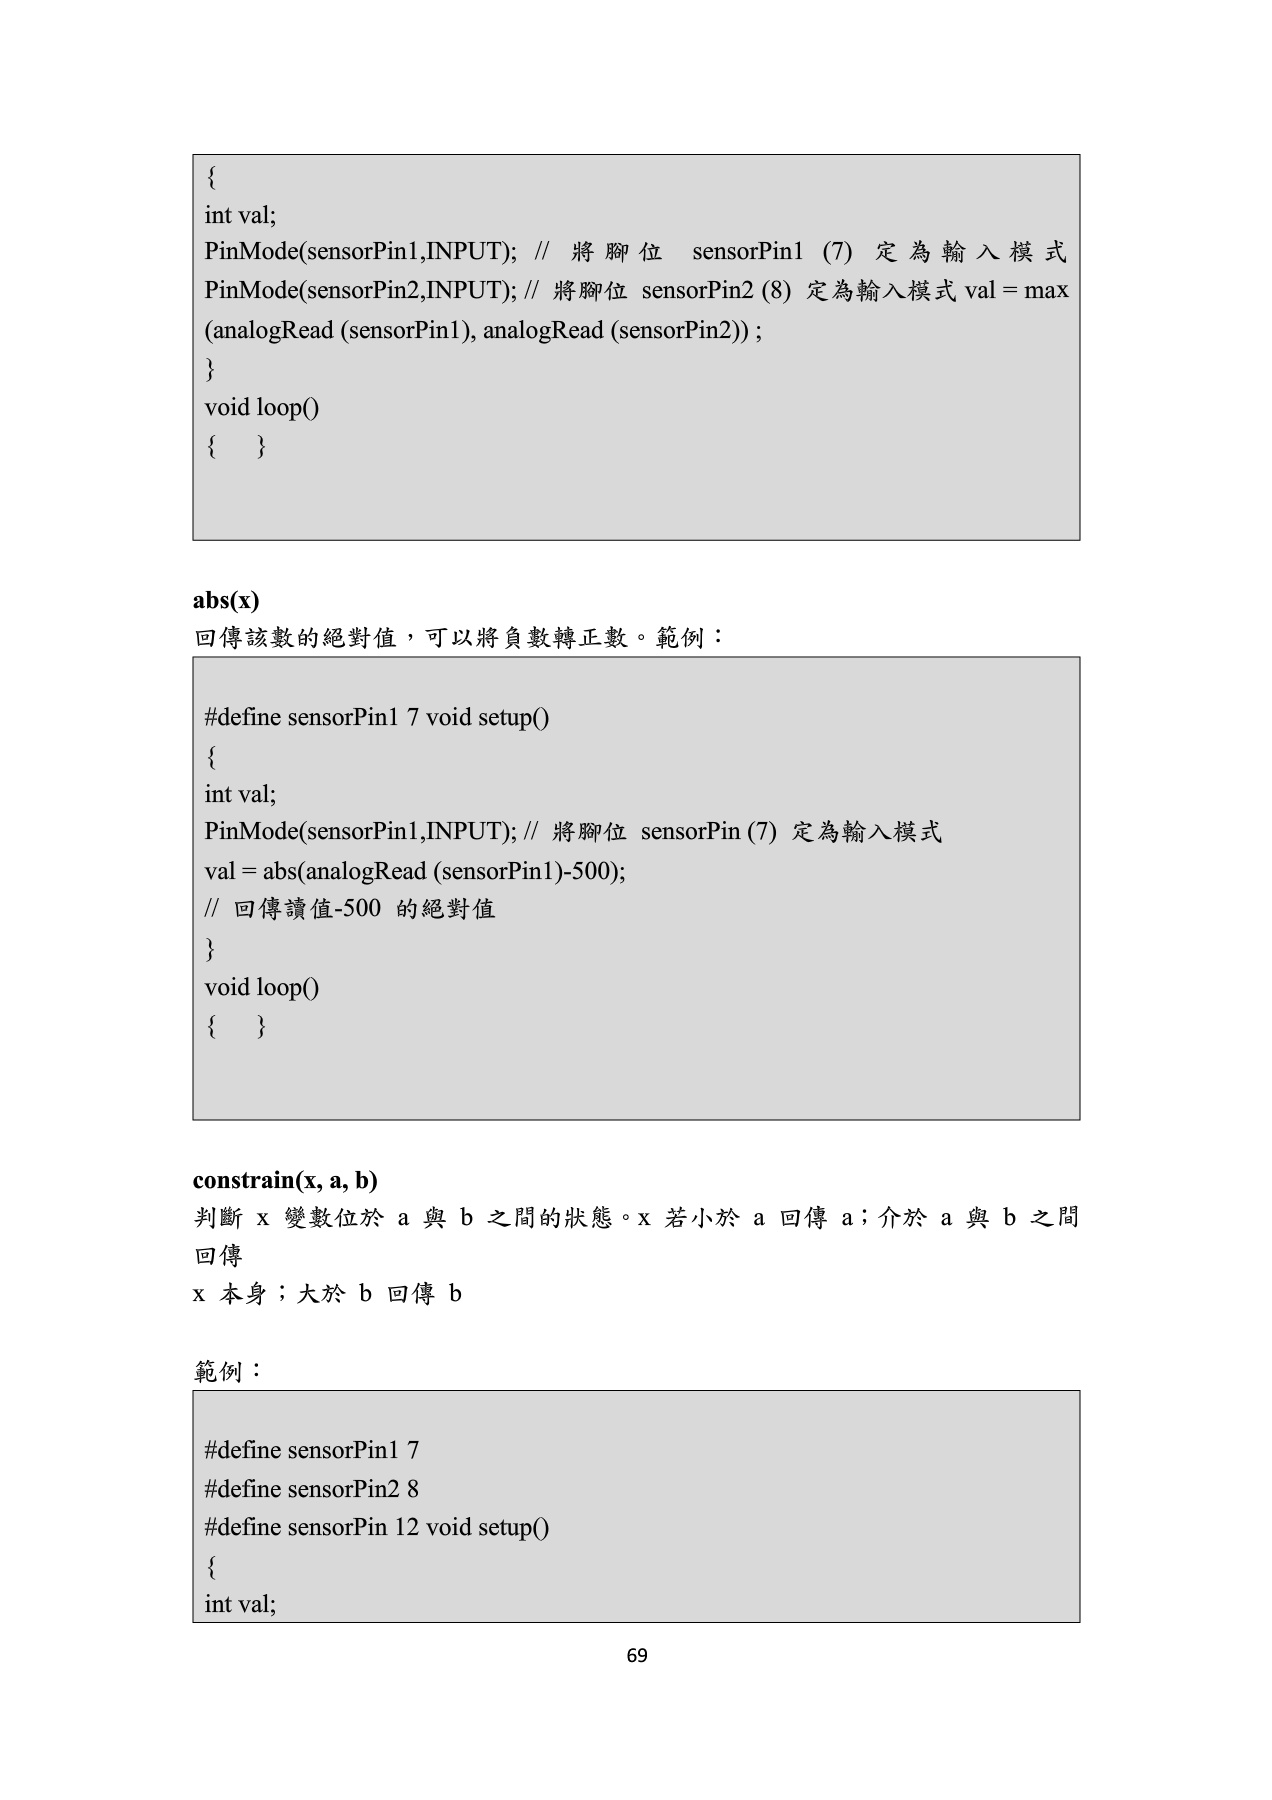 {
int val;
PinMode(sensorPin1,INPUT); // 將腳位 sensorPin1 (7) 定為輸入模式
PinMode(sensorPin2,INPUT); // 將腳位 sensorPin2 (8) 定為輸入模式 val = max
(analogRead (sensorPin1), analogRead (sensorPin2)) ;
}
void loop()
{ }
abs(x)
回傳該數的絕對值，可以將負數轉正數。範例：
#define sensorPin1 7 void setup()
{
int val;
PinMode(sensorPin1,INPUT); // 將腳位 sensorPin (7) 定為輸入模式
val = abs(analogRead (sensorPin1)-500);
// 回傳讀值-500 的絕對值
}
void loop()
{ }
constrain(x, a, b)
判斷 x 變數位於 a 與 b 之間的狀態。x 若小於 a 回傳 a；介於 a 與 b 之間
回傳
x 本身；大於 b 回傳 b
範例：
#define sensorPin1 7
#define sensorPin2 8
#define sensorPin 12 void setup()
{
int val;
69